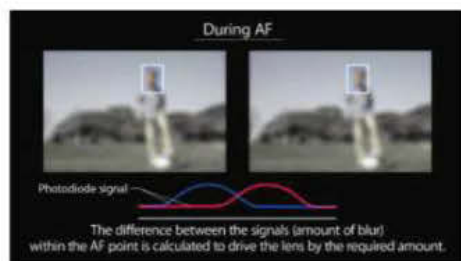 During AF
Photodiode signal
The difference between the signals (amount of blur)
within the AF point is calculated to drive the lens by the required amount.